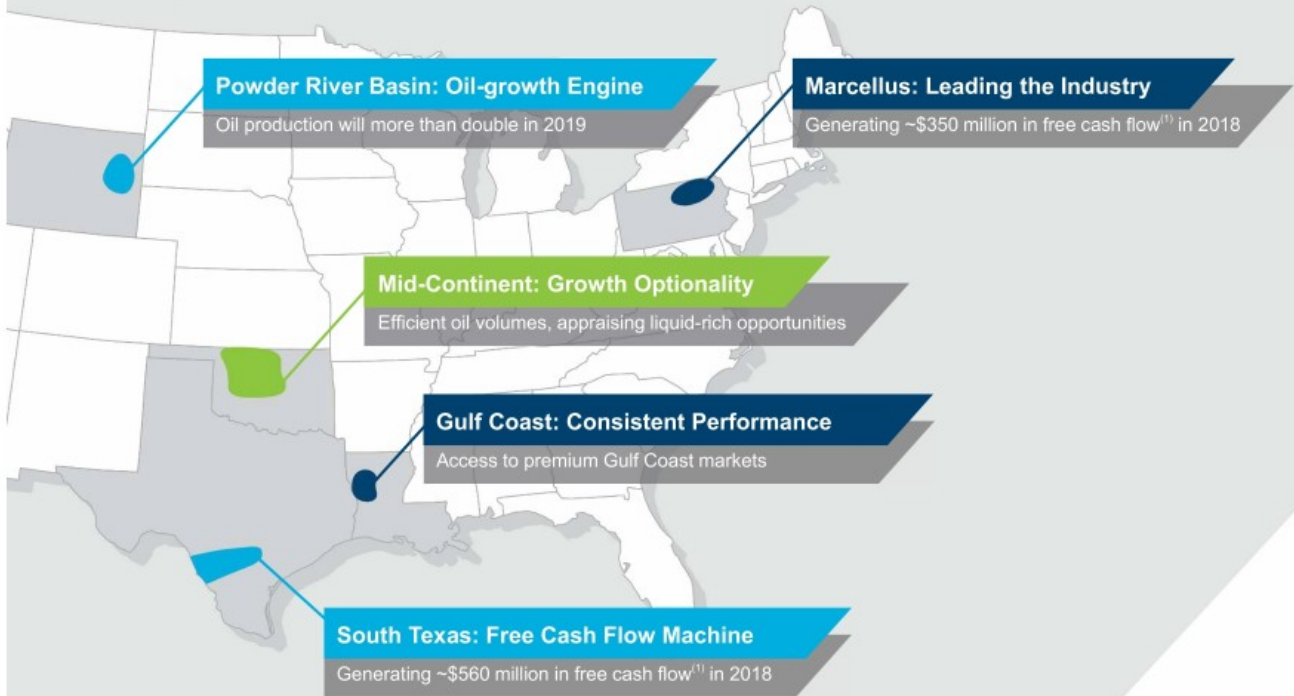 Powder River Basin: Oil-growth Engine
Oil production will more than double in 2019
Marcellus: Leading the Industry
Generating ~$350 million in free cash flow(1) in 2018
Mid-Continent: Growth Optionality
Efficient oil volumes, appraising liquid-rich opportunities
Gulf Coast: Consistent Performance
Access to premium Gulf Coast markets
South Texas: Free Cash Flow Machine
Generating ~$560 million in free cash flow(1) in 2018